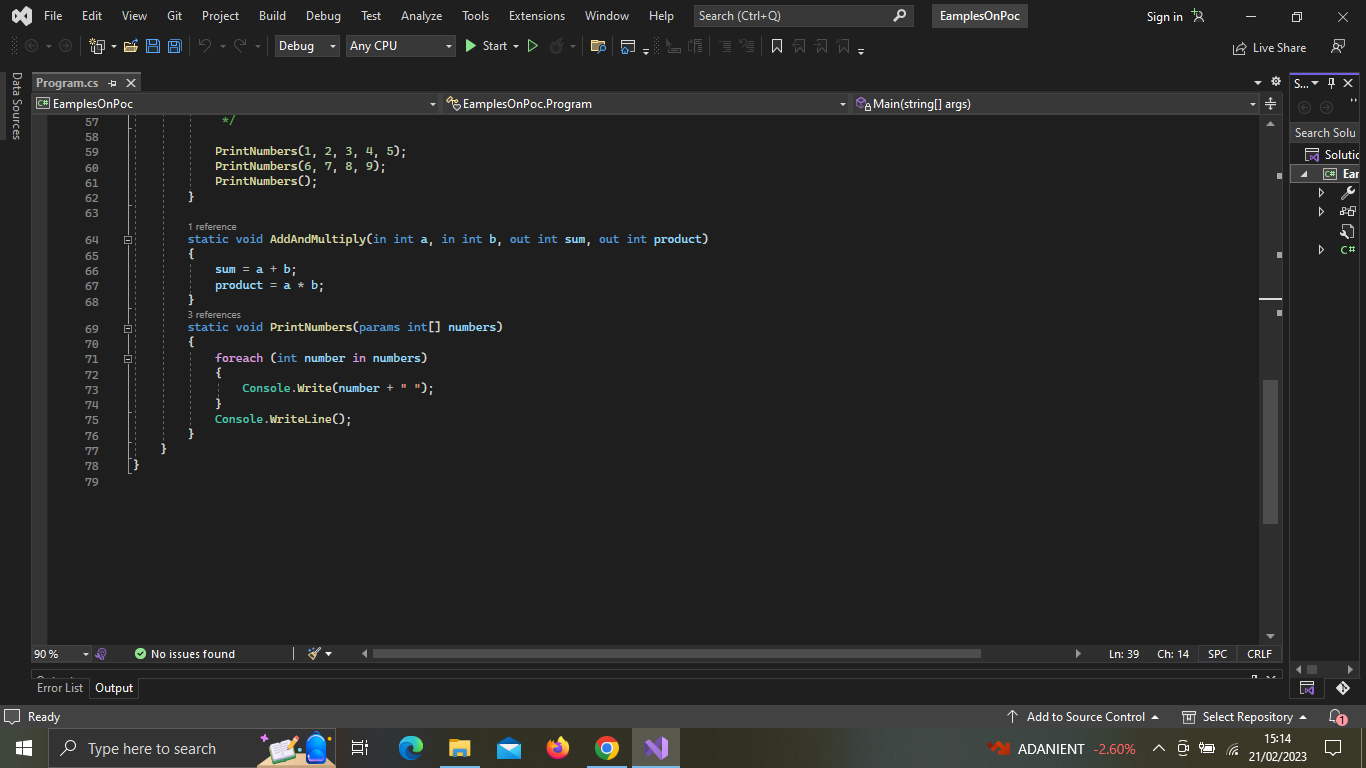 File Edit View Git Project Build Debug Test Analyze Tools Extensions Window Help Search (Ctrl+Q) EamplesOnPoc Sign in
Debug Any CPU Start Live Share
Data Sources
Program.cs S...
EamplesOnPoc EamplesOnPoc.Program Main(string[] args)
Search Solu
Solutic
Ear
57 */
58
59 PrintNumbers(1, 2, 3, 4, 5);
60 PrintNumbers(6, 7, 8, 9);
61 PrintNumbers();
62 }
63
1 reference
64 static void AddAndMultiply(in int a, in int b, out int sum, out int product)
65 {
66 sum = a + b;
67 product = a * b;
68 }
3 references
69 static void PrintNumbers(params int[] numbers)
70 {
71 foreach (int number in numbers)
72 {
73 Console.Write(number + " ");
74 }
75 Console.WriteLine();
76 }
77 }
78 }
79
90 % No issues found Ln: 39 Ch: 14 SPC CRLF
Error List Output
Ready Add to Source Control Select Repository 1
Type here to search ADANIENT -2.60% 15:14
21/02/2023